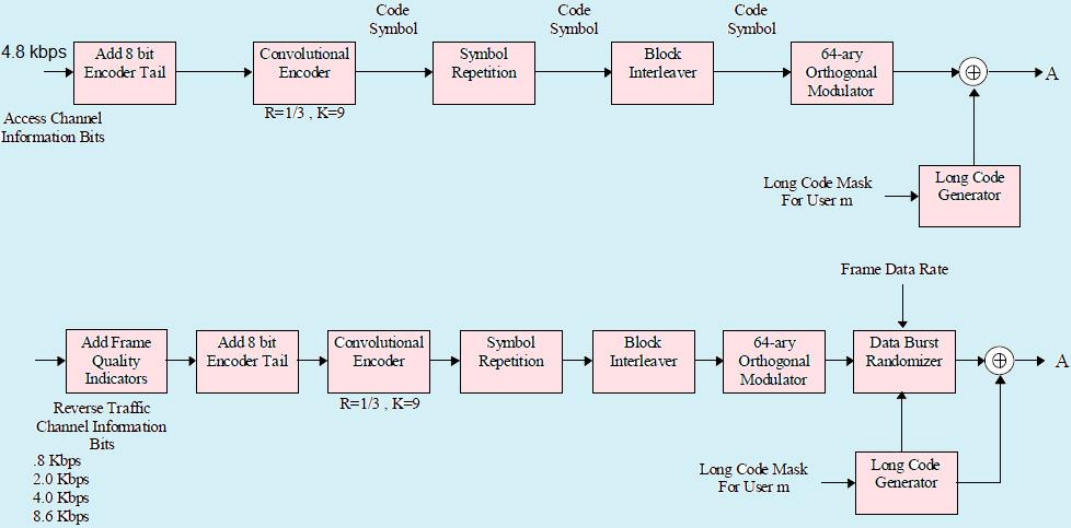 Code
Symbol
Code
Symbol
Code
Symbol
4.8 kbps
Add 8 bit
Encoder Tail
Convolutional
Encoder
Symbol
Repetition
Block
Interleaver
64-ary
Orthogonal
Modulator
A
R=1/3 , K=9
Access Channel
Information Bits
Long Code Mask
For User m
Long Code
Generator
Frame Data Rate
Add Frame
Quality
Indicators
Add 8 bit
Encoder Tail
Convolutional
Encoder
Symbol
Repetition
Block
Interleaver
64-ary
Orthogonal
Modulator
Data Burst
Randomizer
A
R=1/3 , K=9
Reverse Traffic
Channel Information
Bits
.8 Kbps
2.0 Kbps
4.0 Kbps
8.6 Kbps
Long Code Mask
For User m
Long Code
Generator